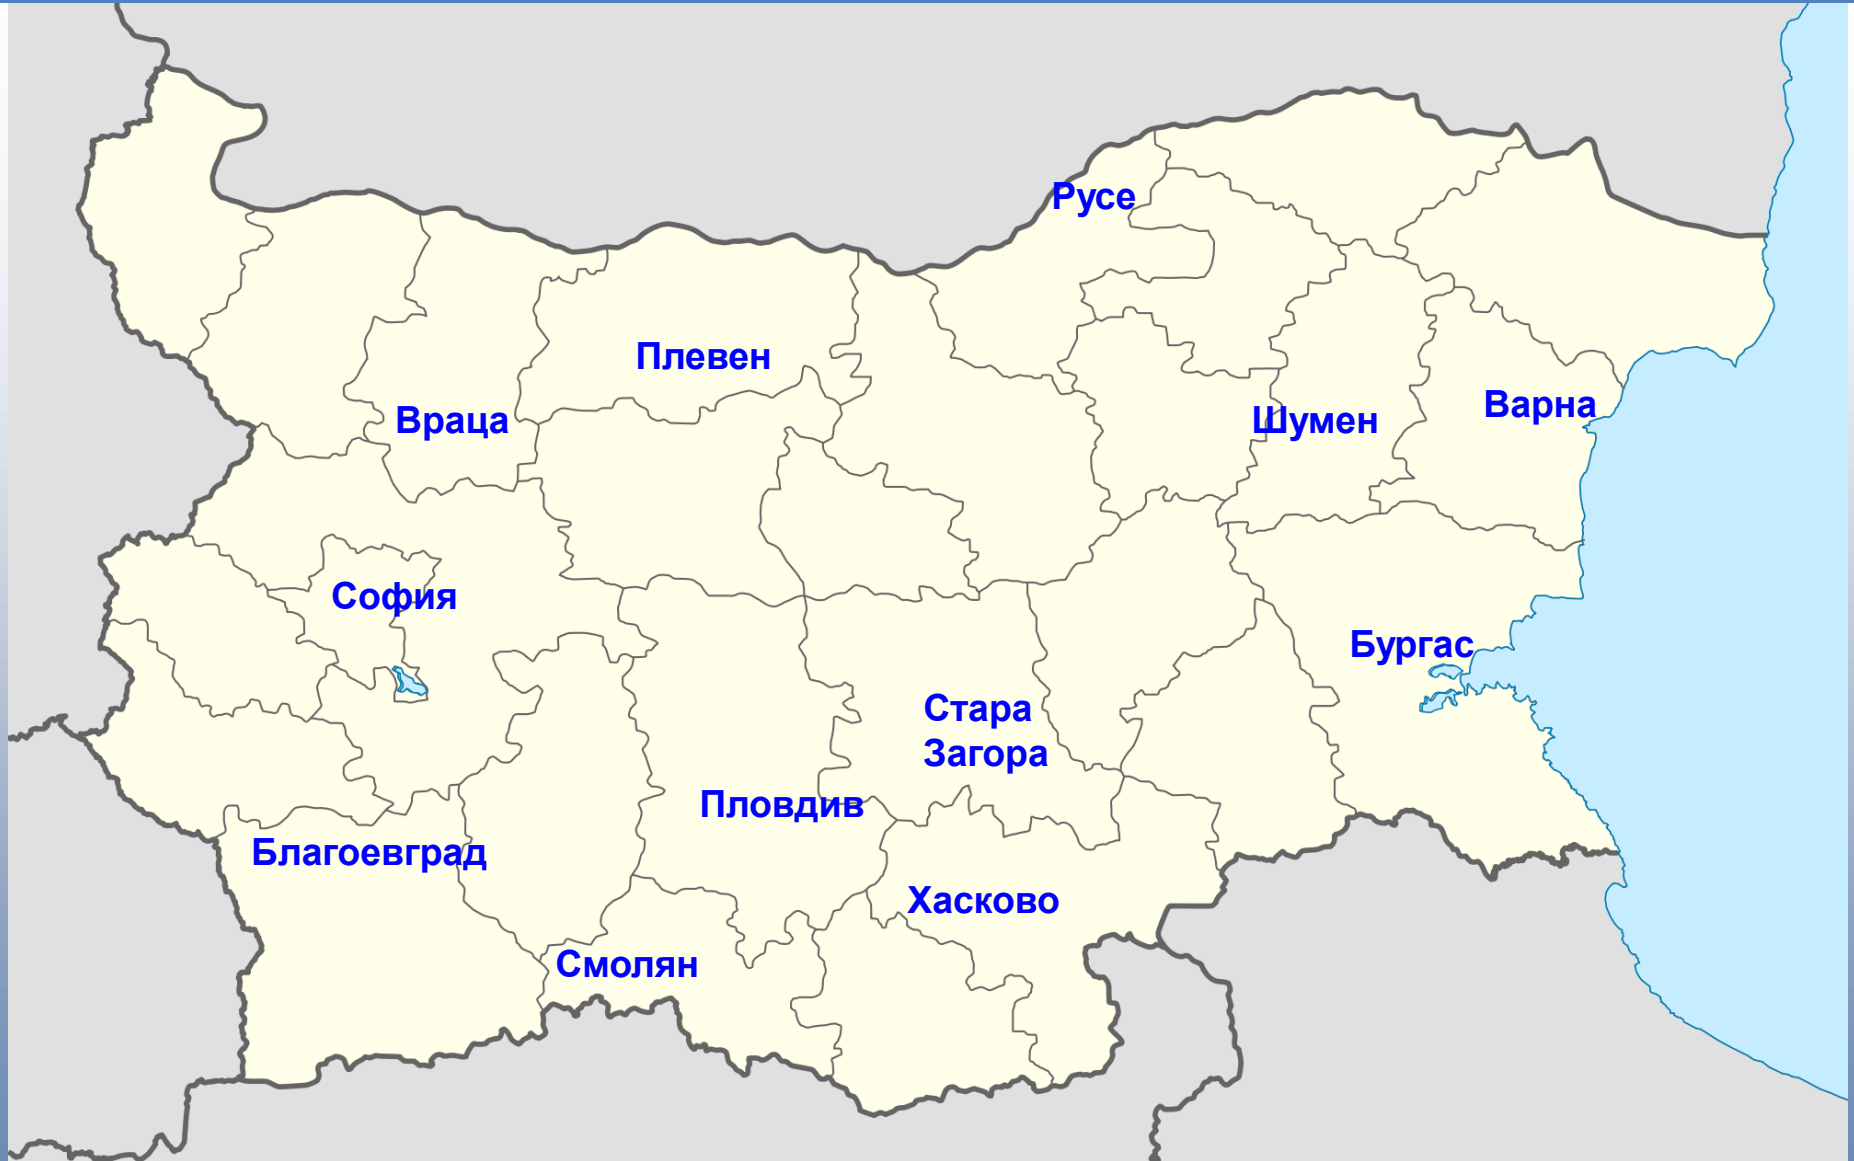 Русе
Плевен
Враца
Шумен
Варна
София
Бургас
Стара
Загора
Пловдив
Благоевград
Хасково
Смолян